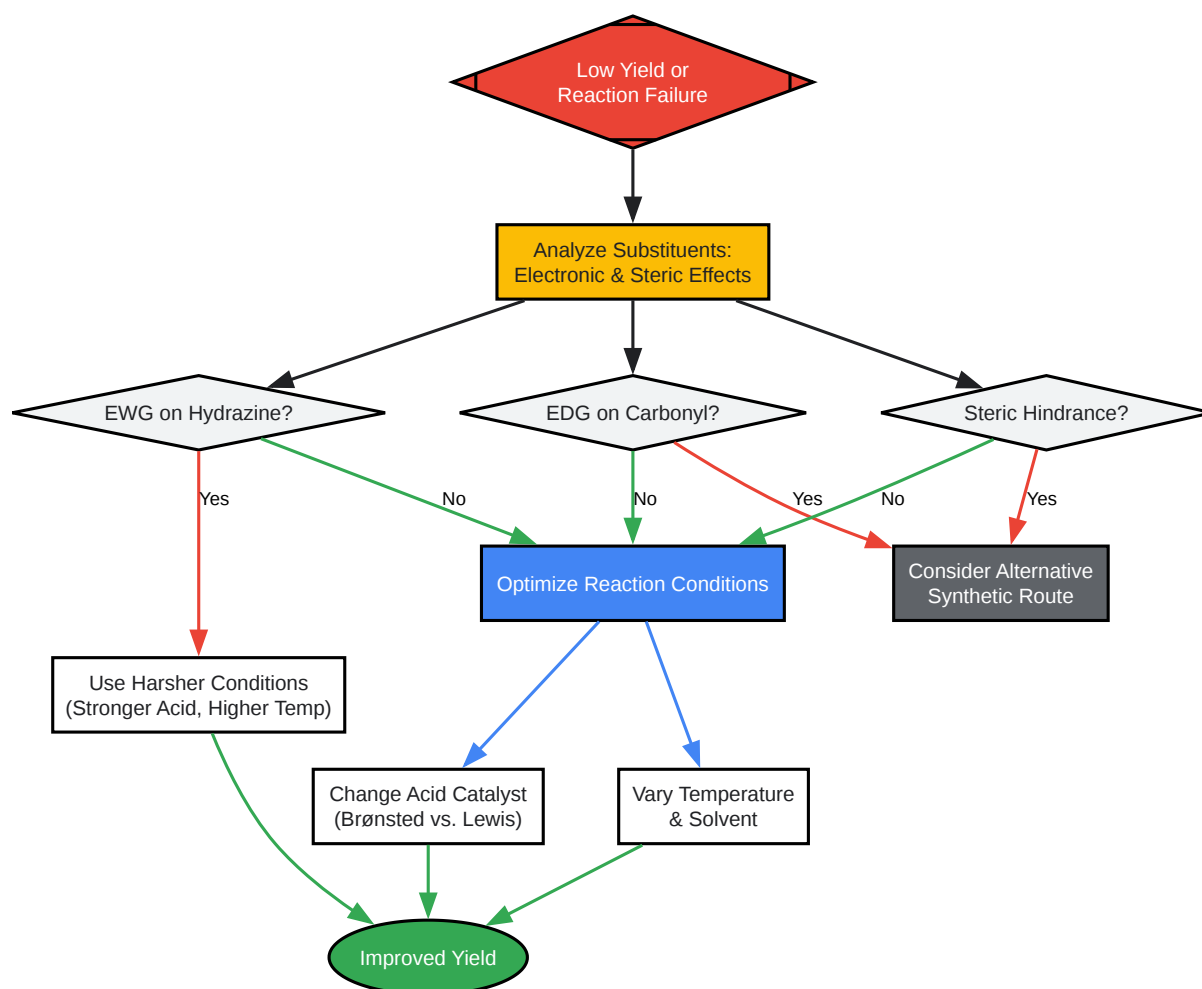 Low Yield or
Reaction Failure
Analyze Substituents:
Electronic & Steric Effects
EWG on Hydrazine?
EDG on Carbonyl?
Steric Hindrance?
Yes
No
No
Yes
No
Yes
Optimize Reaction Conditions
Consider Alternative
Synthetic Route
Use Harsher Conditions
(Stronger Acid, Higher Temp)
Change Acid Catalyst
(Brønsted vs. Lewis)
Vary Temperature
& Solvent
Improved Yield